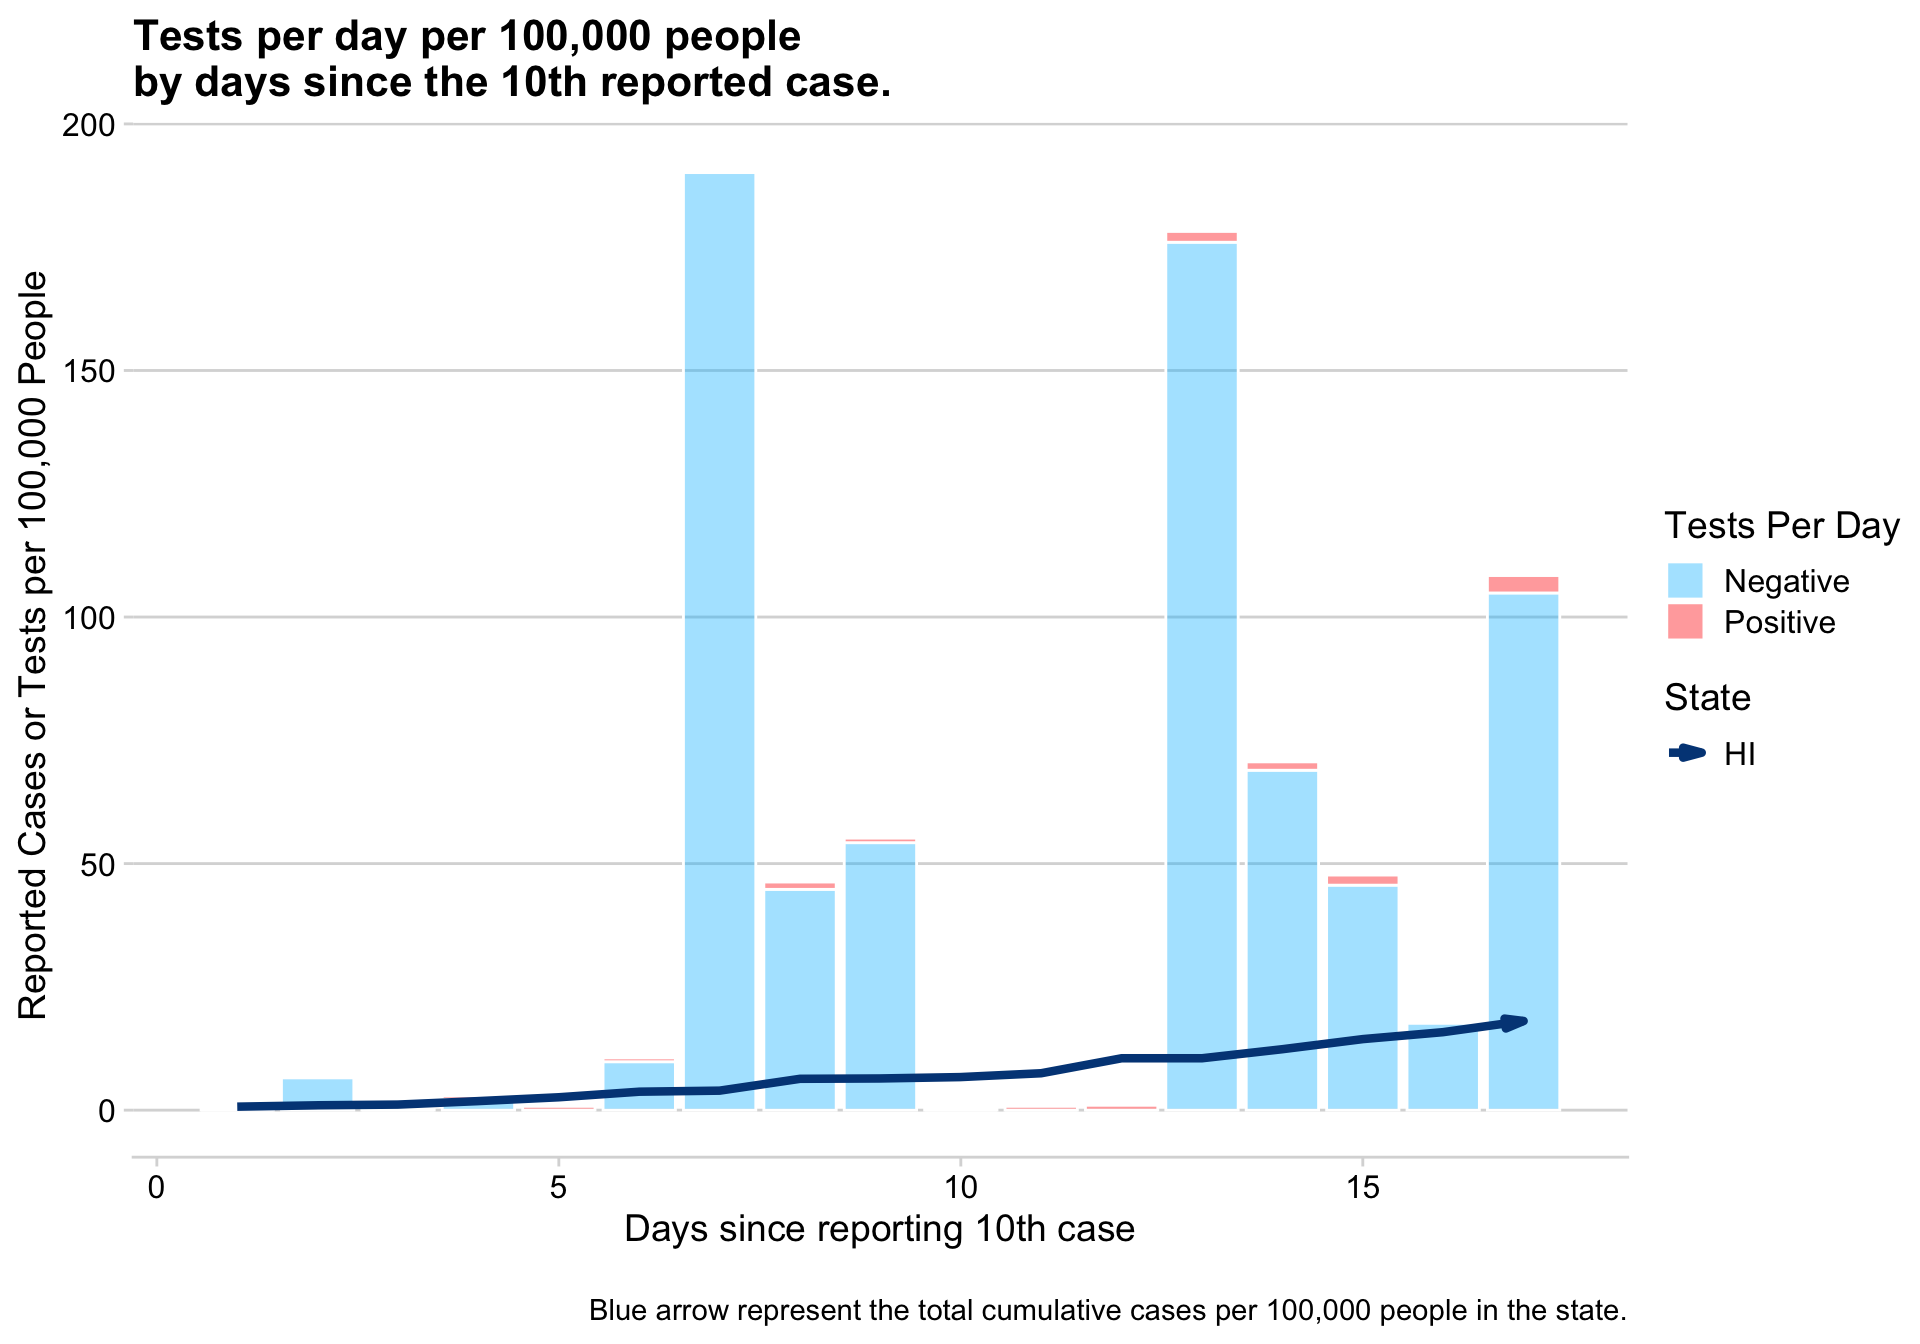 Tests per day per 100,000 people
by days since the 10th reported case.
Reported Cases or Tests per 100,000 People
200
150
100
50
0
0
5
10
15
Days since reporting 10th case
Tests Per Day
Negative
Positive
State
HI
Blue arrow represent the total cumulative cases per 100,000 people in the state.